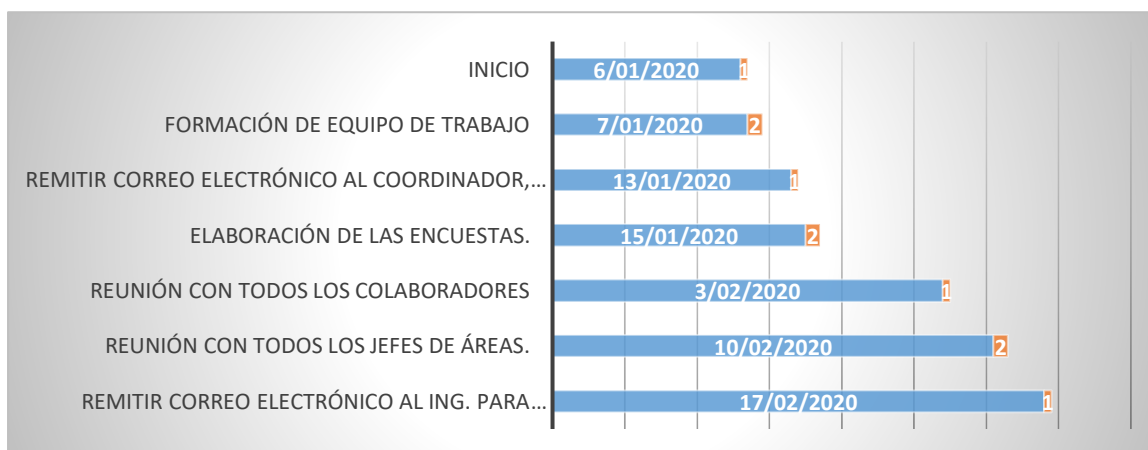 INICIO 6/01/2020 1
FORMACIÓN DE EQUIPO DE TRABAJO 7/01/2020 2
REMITIR CORREO ELECTRÓNICO AL COORDINADOR,… 13/01/2020 1
ELABORACIÓN DE LAS ENCUESTAS. 15/01/2020 2
REUNIÓN CON TODOS LOS COLABORADORES 3/02/2020 1
REUNIÓN CON TODOS LOS JEFES DE ÁREAS. 10/02/2020 2
REMITIR CORREO ELECTRÓNICO AL ING. PARA… 17/02/2020 1